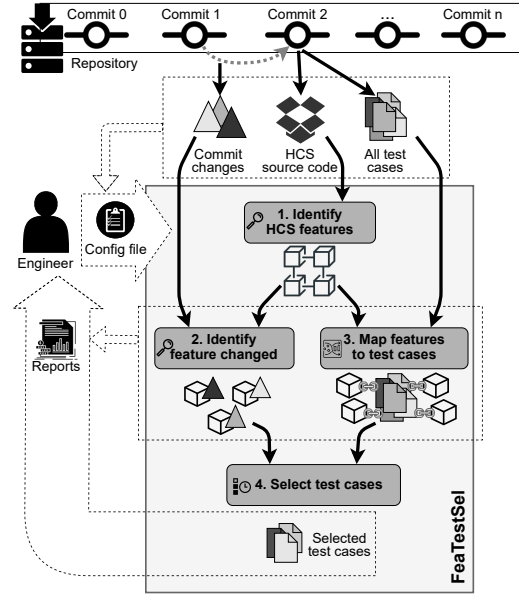 Commit 0
Commit 1
Commit 2
...
Commit n
Repository
Commit
changes
HCS
source code
All test
cases
Engineer
Config file
1. Identify
HCS features
2. Identify
feature changed
3. Map features
to test cases
Reports
4. Select test cases
Selected
test cases
FeaTestSel